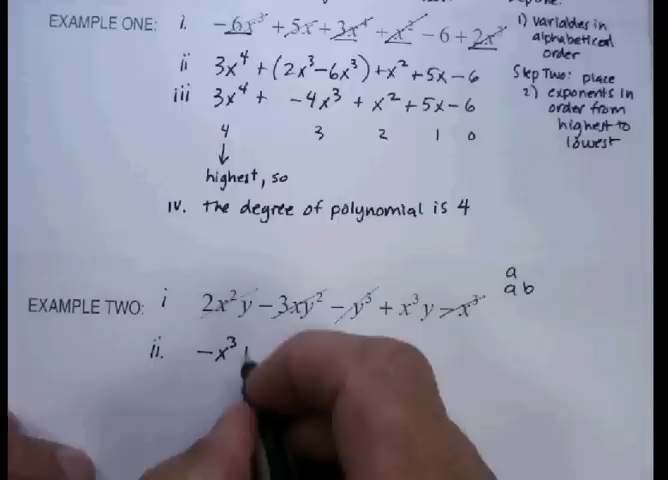 EXAMPLE ONE: i. -6x³ + 5x + 3x⁴ + x² - 6 + 2x³
ii 3x⁴ + (2x³-6x³) + x² + 5x - 6
iii 3x⁴ + -4x³ + x² + 5x - 6
4 3 2 1 0
highest, so
iv. the degree of polynomial is 4
1) variables in
alphabetical
order
Step Two: place
2) exponents in
order from
highest to
lowest
a
ab
EXAMPLE TWO: i 2x²y - 3xy² - y³ + x³y - x³
ii. -x³